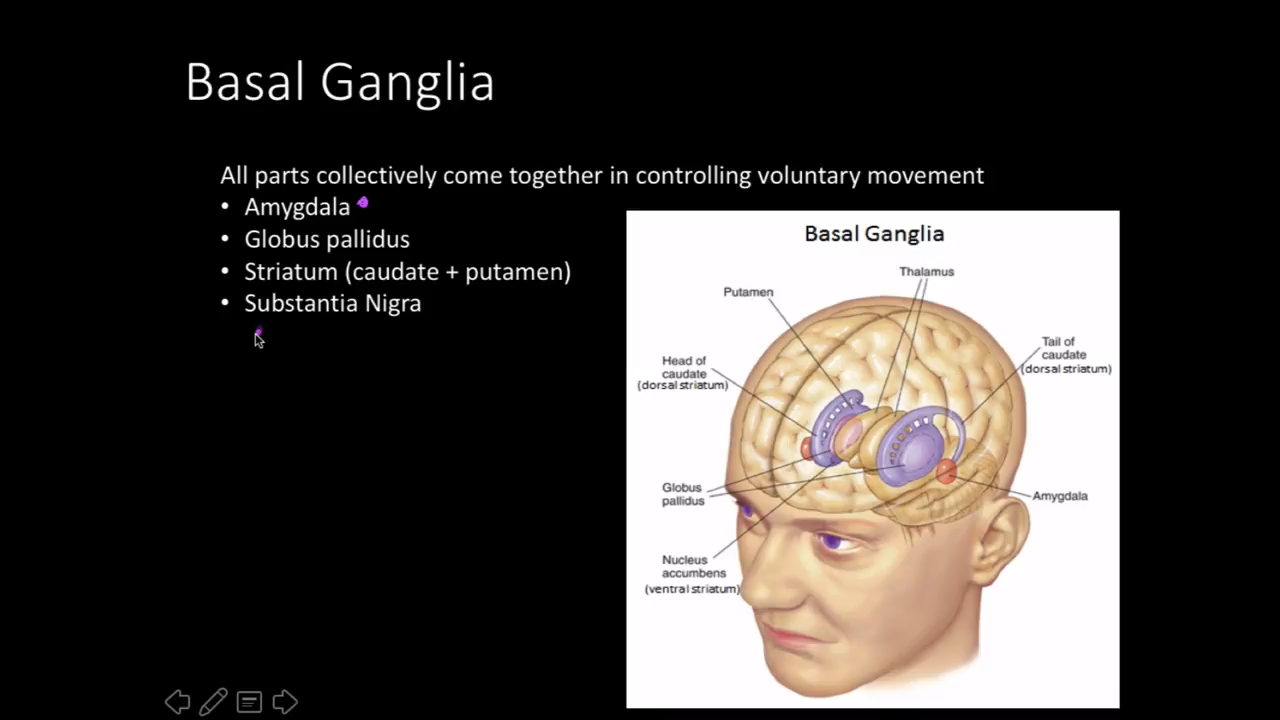 Basal Ganglia
All parts collectively come together in controlling voluntary movement
• Amygdala
• Globus pallidus
• Striatum (caudate + putamen)
• Substantia Nigra
Basal Ganglia
Thalamus
Putamen
Tail of
caudate
(dorsal striatum)
Head of
caudate
(dorsal striatum)
Globus
pallidus
Amygdala
Nucleus
accumbens
(ventral striatum)